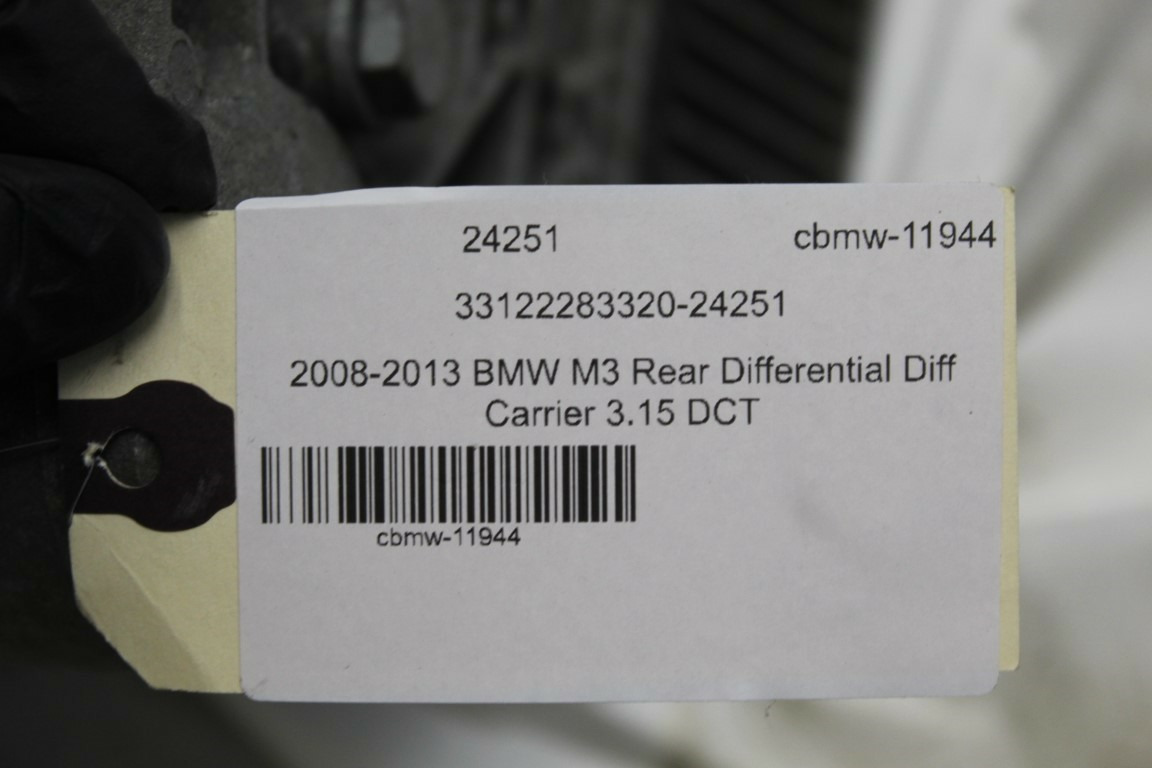 24251 cbmw-11944
33122283320-24251
2008-2013 BMW M3 Rear Differential Diff
Carrier 3.15 DCT
cbmw-11944